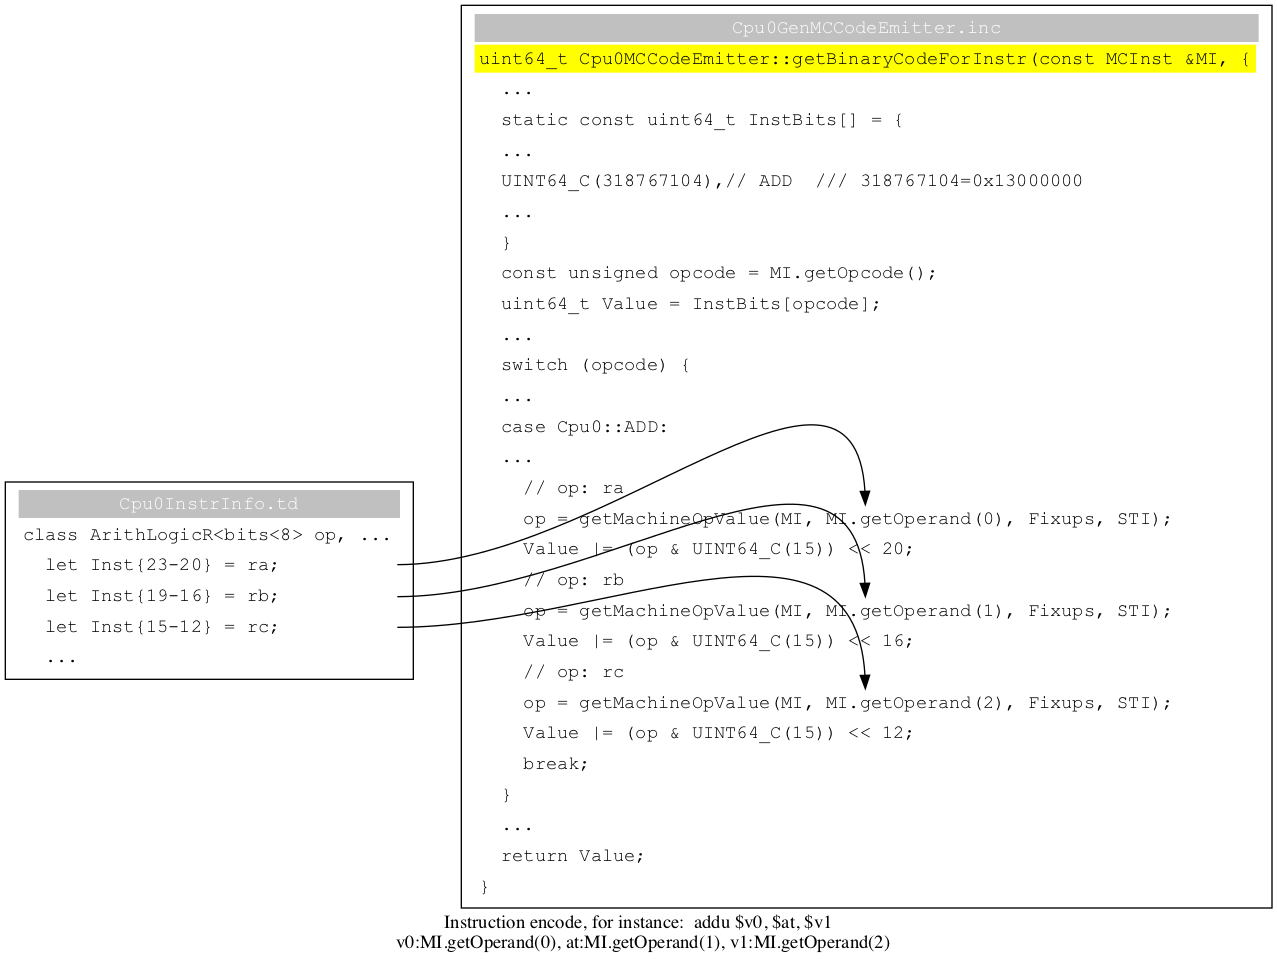 Cpu0GenMCCodeEmitter.inc
uint64_t Cpu0MCCodeEmitter::getBinaryCodeForInstr(const MCInst &MI, {
...
static const uint64_t InstBits[] = {
...
UINT64_C(318767104),// ADD  /// 318767104=0x13000000
...
}
const unsigned opcode = MI.getOpcode();
uint64_t Value = InstBits[opcode];
...
switch (opcode) {
...
case Cpu0::ADD:
...
// op: ra
op = getMachineOpValue(MI, MI.getOperand(0), Fixups, STI);
Value |= (op & UINT64_C(15)) << 20;
// op: rb
op = getMachineOpValue(MI, MI.getOperand(1), Fixups, STI);
Value |= (op & UINT64_C(15)) << 16;
// op: rc
op = getMachineOpValue(MI, MI.getOperand(2), Fixups, STI);
Value |= (op & UINT64_C(15)) << 12;
break;
}
...
return Value;
}
Cpu0InstrInfo.td
class ArithLogicR<bits<8> op, ...
let Inst{23-20} = ra;
let Inst{19-16} = rb;
let Inst{15-12} = rc;
...
Instruction encode, for instance:  addu $v0, $at, $v1
v0:MI.getOperand(0), at:MI.getOperand(1), v1:MI.getOperand(2)